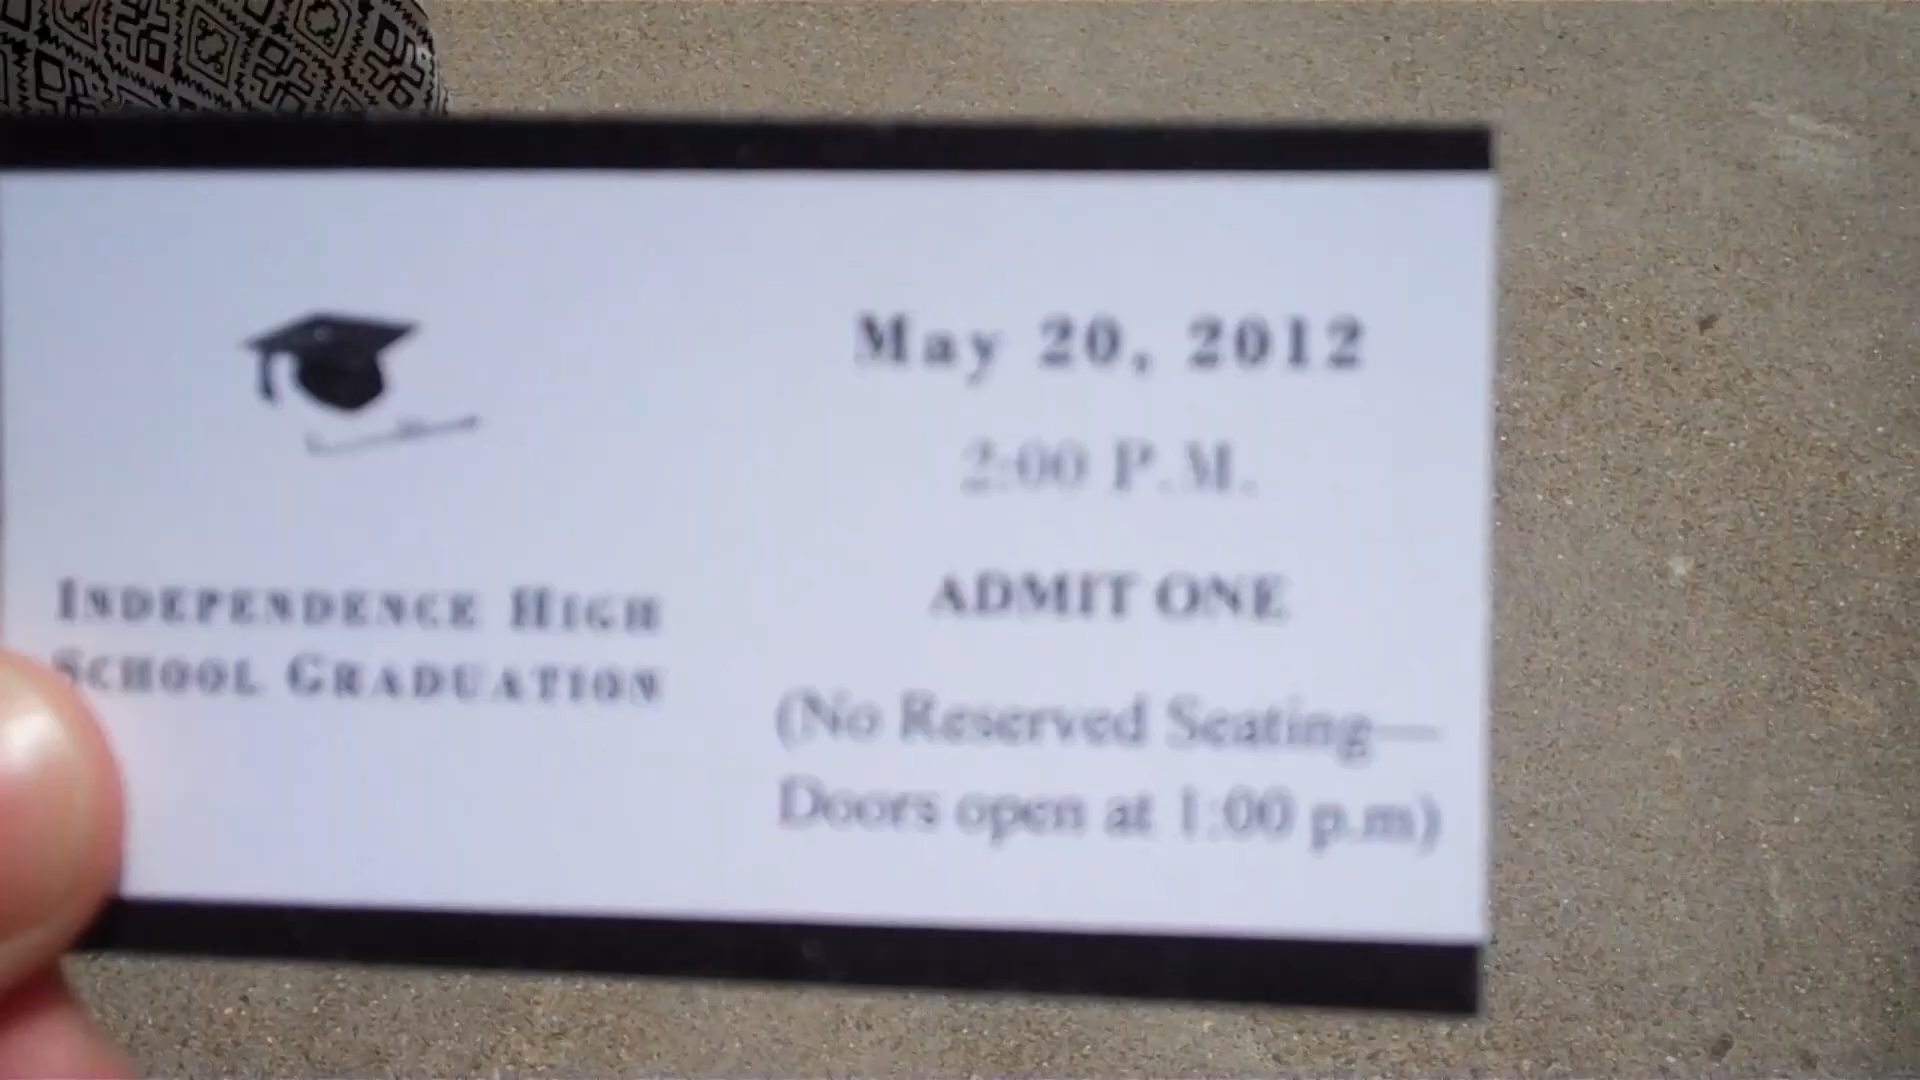 INDEPENDENCE HIGH
SCHOOL GRADUATION
May 20, 2012
2:00 P.M.
ADMIT ONE
(No Reserved Seating—
Doors open at 1:00 p.m)